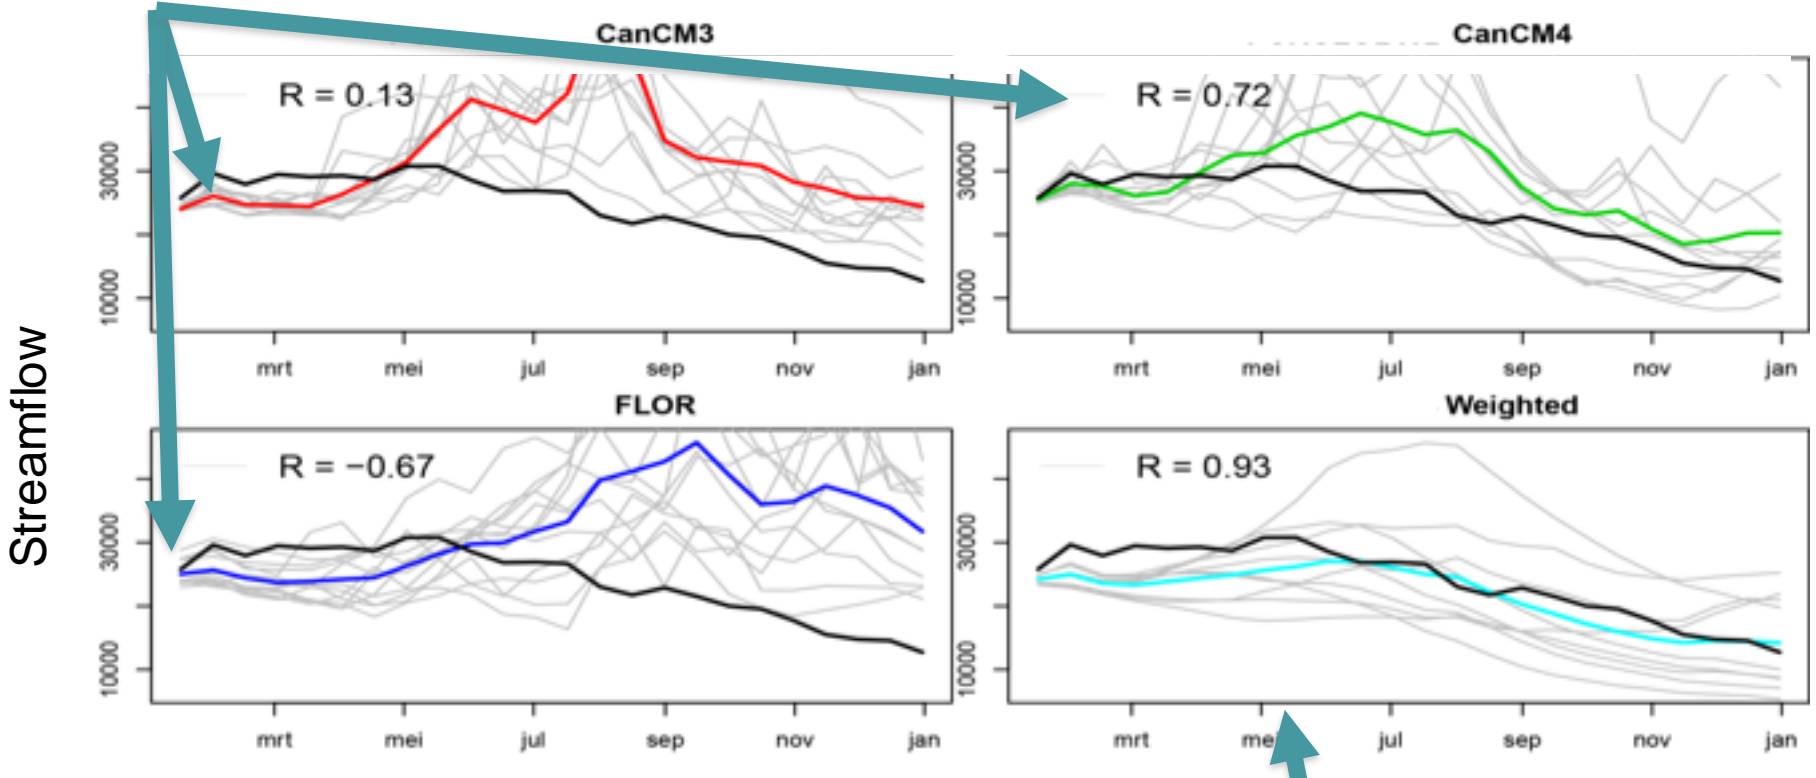 Streamflow
CanCM3
R = 0.13
30000
10000
mrt mei jul sep nov jan
CanCM4
R = 0.72
30000
10000
mrt mei jul sep nov jan
FLOR
R = −0.67
30000
10000
mrt mei jul sep nov jan
Weighted
R = 0.93
30000
10000
mrt mei jul sep nov jan